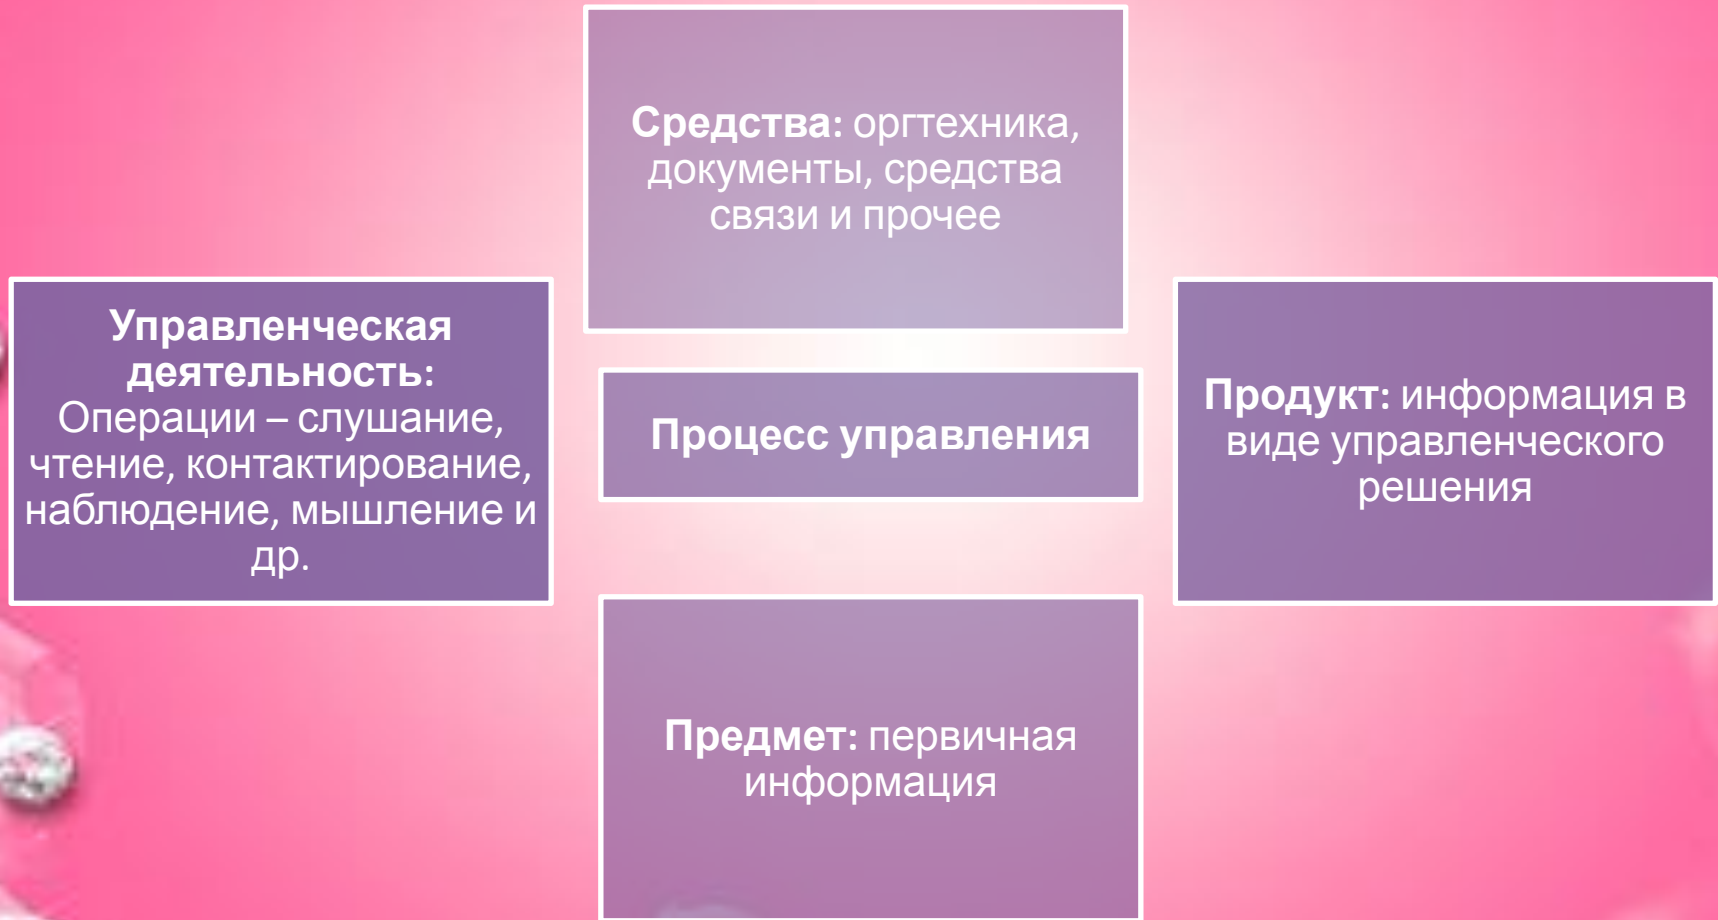 Средства: оргтехника,
документы, средства
связи и прочее
Управленческая
деятельность:
Операции – слушание,
чтение, контактирование,
наблюдение, мышление и
др.
Процесс управления
Продукт: информация в
виде управленческого
решения
Предмет: первичная
информация